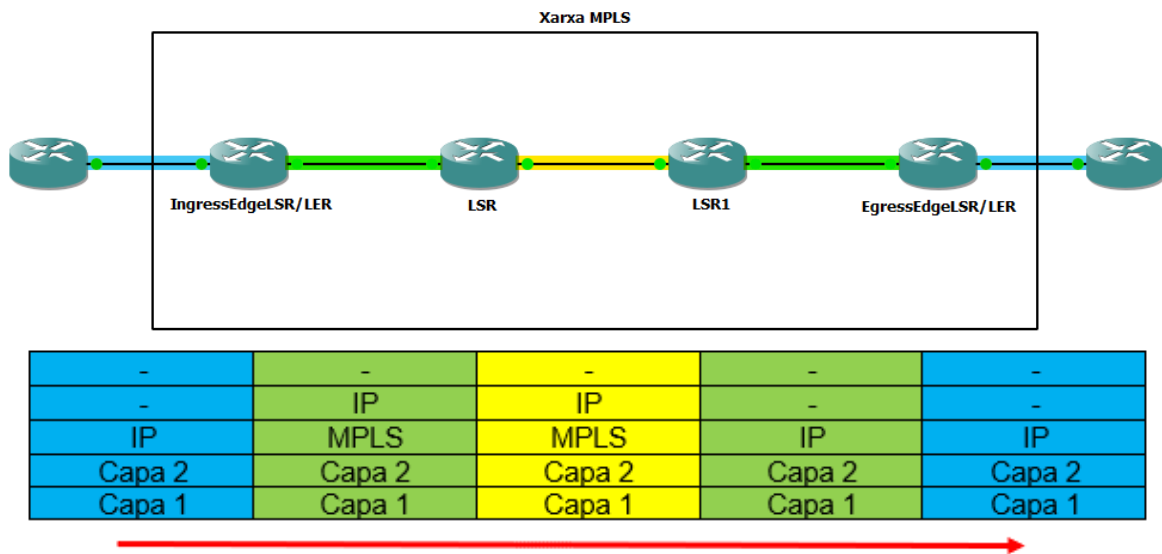 Xarxa MPLS
IngressEdgeLSR/LER LSR LSR1 EgressEdgeLSR/LER
- - - - -
- IP IP - -
IP MPLS MPLS IP IP
Capa 2 Capa 2 Capa 2 Capa 2 Capa 2
Capa 1 Capa 1 Capa 1 Capa 1 Capa 1